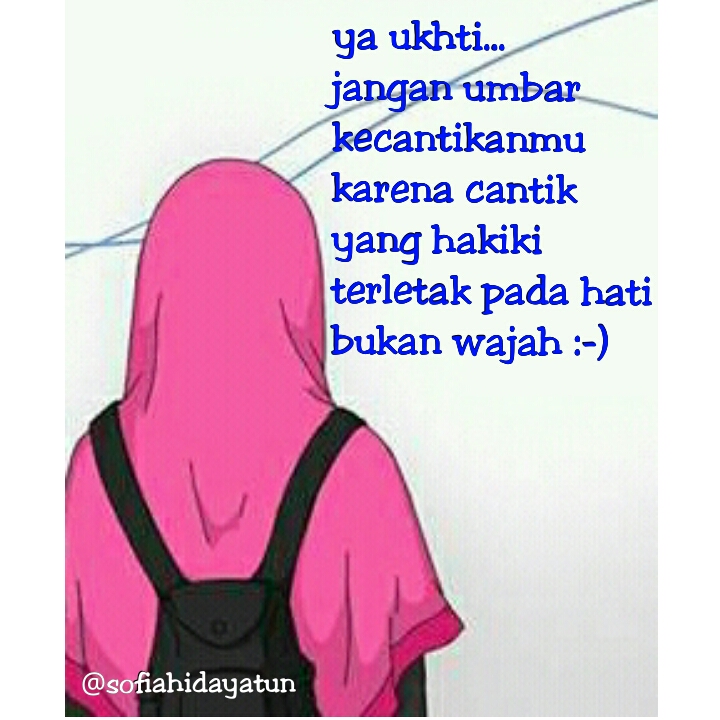 ya ukhti...
jangan umbar
kecantikanmu
karena cantik
yang hakiki
terletak pada hati
bukan wajah :-)
@sofiahidayatun